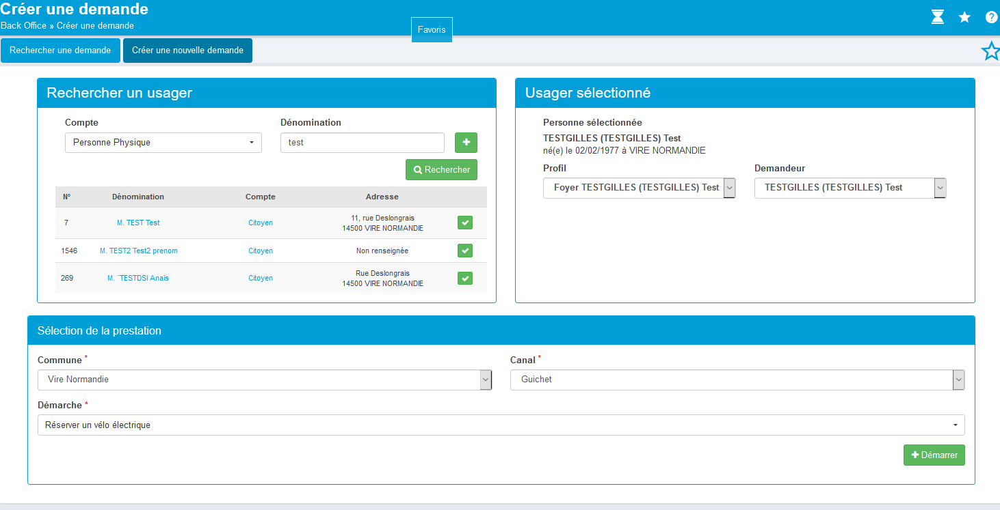 Créer une demande
Back Office » Créer une demande
Favoris
?
Rechercher une demande
Créer une nouvelle demande
Rechercher un usager
Compte
Dénomination
Personne Physique
test
Rechercher
N° Dénomination Compte Adresse
7 M. TEST Test Citoyen 11, rue Deslongrais
14500 VIRE NORMANDIE
1546 M. TEST2 Test2 prenom Citoyen Non renseignée
269 M. TESTDSI Anaïs Citoyen Rue Deslongrais
14500 VIRE NORMANDIE
Usager sélectionné
Personne sélectionnée
TESTGILLES (TESTGILLES) Test
né(e) le 02/02/1977 à VIRE NORMANDIE
Profil
Demandeur
Foyer TESTGILLES (TESTGILLES) Test
TESTGILLES (TESTGILLES) Test
Sélection de la prestation
Commune *
Canal *
Vire Normandie
Guichet
Démarche *
Réserver un vélo électrique
Démarrer